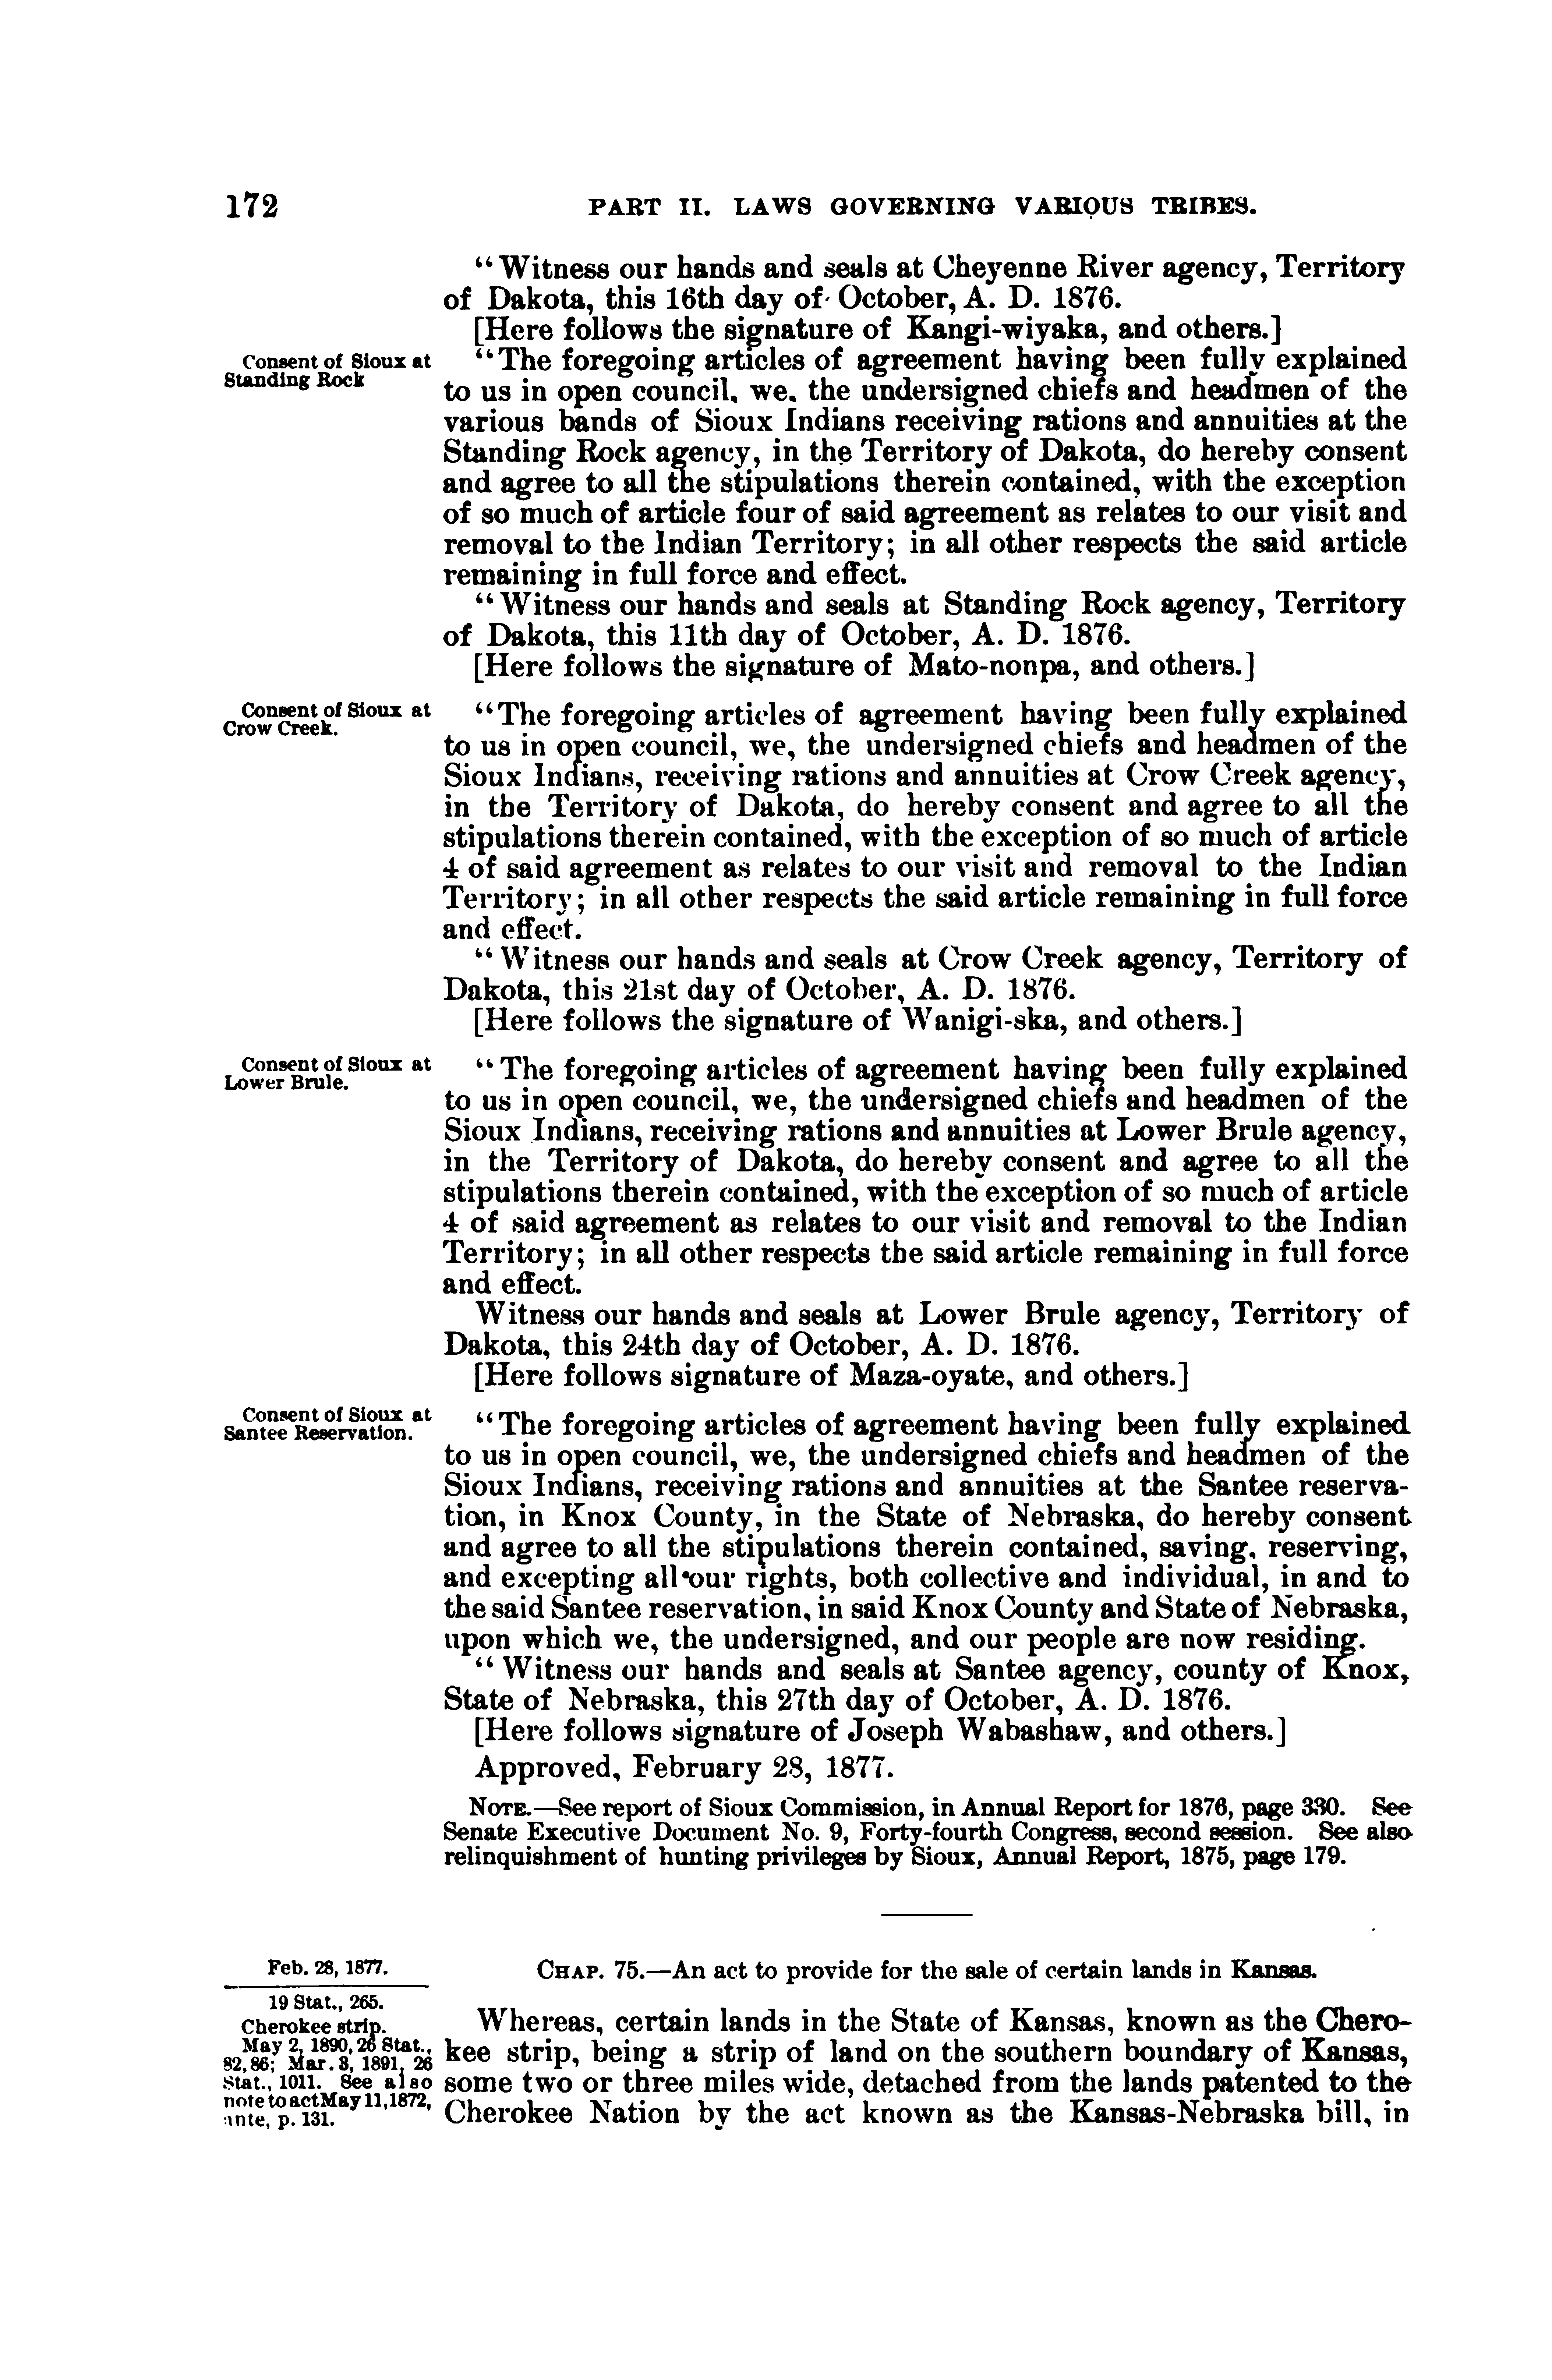 172 PART II. LAWS GOVERNING VARIOUS TRIBES.
"Witness our hands and seals at Cheyenne River agency, Territory
of Dakota, this 16th day of October, A. D. 1876.
[Here follows the signature of Kangi-wiyaka, and others.]
Consent of Sioux at
Standing Rock
"The foregoing articles of agreement having been fully explained
to us in open council, we, the undersigned chiefs and headmen of the
various bands of Sioux Indians receiving rations and annuities at the
Standing Rock agency, in the Territory of Dakota, do hereby consent
and agree to all the stipulations therein contained, with the exception
of so much of article four of said agreement as relates to our visit and
removal to the Indian Territory; in all other respects the said article
remaining in full force and effect.
"Witness our hands and seals at Standing Rock agency, Territory
of Dakota, this 11th day of October, A. D. 1876.
[Here follows the signature of Mato-nonpa, and others.]
Consent of Sioux at
Crow Creek.
"The foregoing articles of agreement having been fully explained
to us in open council, we, the undersigned chiefs and headmen of the
Sioux Indians, receiving rations and annuities at Crow Creek agency,
in the Territory of Dakota, do hereby consent and agree to all the
stipulations therein contained, with the exception of so much of article
4 of said agreement as relates to our visit and removal to the Indian
Territory; in all other respects the said article remaining in full force
and effect.
"Witness our hands and seals at Crow Creek agency, Territory of
Dakota, this 21st day of October, A. D. 1876.
[Here follows the signature of Wanigi-ska, and others.]
Consent of Sioux at
Lower Brule.
"The foregoing articles of agreement having been fully explained
to us in open council, we, the undersigned chiefs and headmen of the
Sioux Indians, receiving rations and annuities at Lower Brule agency,
in the Territory of Dakota, do hereby consent and agree to all the
stipulations therein contained, with the exception of so much of article
4 of said agreement as relates to our visit and removal to the Indian
Territory; in all other respects the said article remaining in full force
and effect.
Witness our hands and seals at Lower Brule agency, Territory of
Dakota, this 24th day of October, A. D. 1876.
[Here follows signature of Maza-oyate, and others.]
Consent of Sioux at
Santee Reservation.
"The foregoing articles of agreement having been fully explained
to us in open council, we, the undersigned chiefs and headmen of the
Sioux Indians, receiving rations and annuities at the Santee reserva-
tion, in Knox County, in the State of Nebraska, do hereby consent
and agree to all the stipulations therein contained, saving, reserving,
and excepting all our rights, both collective and individual, in and to
the said Santee reservation, in said Knox County and State of Nebraska,
upon which we, the undersigned, and our people are now residing.
"Witness our hands and seals at Santee agency, county of Knox,
State of Nebraska, this 27th day of October, A. D. 1876.
[Here follows signature of Joseph Wabashaw, and others.]
Approved, February 28, 1877.
NOTE.—See report of Sioux Commission, in Annual Report for 1876, page 330. See
Senate Executive Document No. 9, Forty-fourth Congress, second session. See also
relinquishment of hunting privileges by Sioux, Annual Report, 1875, page 179.
Feb. 28, 1877.
19 Stat., 265.
Cherokee strip.
May 2, 1890, 26 Stat.,
82, 86; Mar. 3, 1891, 26
Stat., 1011. See also
note to act May 11, 1872,
ante, p. 131.
CHAP. 75.—An act to provide for the sale of certain lands in Kansas.
Whereas, certain lands in the State of Kansas, known as the Chero-
kee strip, being a strip of land on the southern boundary of Kansas,
some two or three miles wide, detached from the lands patented to the
Cherokee Nation by the act known as the Kansas-Nebraska bill, in